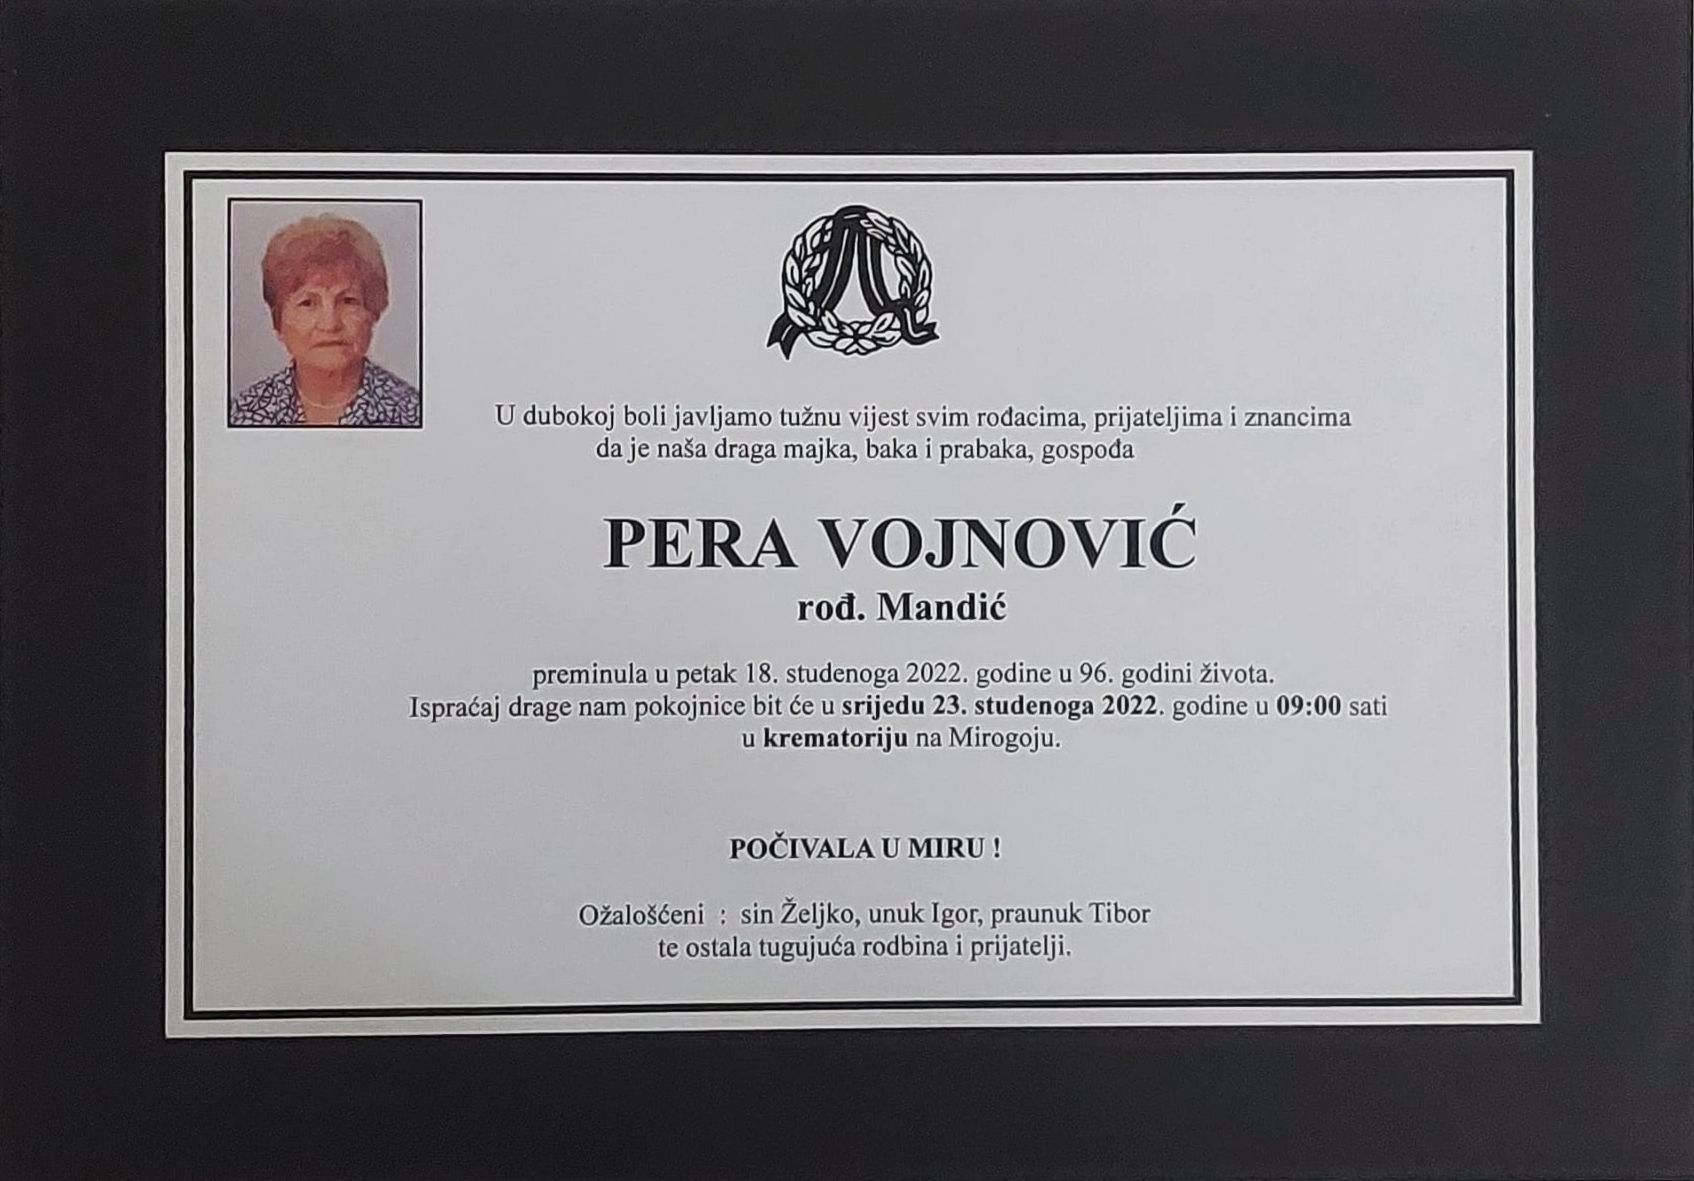 U dubokoj boli javljamo tužnu vijest svim rođacima, prijateljima i znancima
da je naša draga majka, baka i prabaka, gospođa
PERA VOJNOVIĆ
rođ. Mandić
preminula u petak 18. studenoga 2022. godine u 96. godini života.
Ispraćaj drage nam pokojnice bit će u srijedu 23. studenoga 2022. godine u 09:00 sati
u krematoriju na Mirogoju.
POČIVALA U MIRU !
Ožalošćeni : sin Željko, unuk Igor, praunuk Tibor
te ostala tugujuća rodbina i prijatelji.